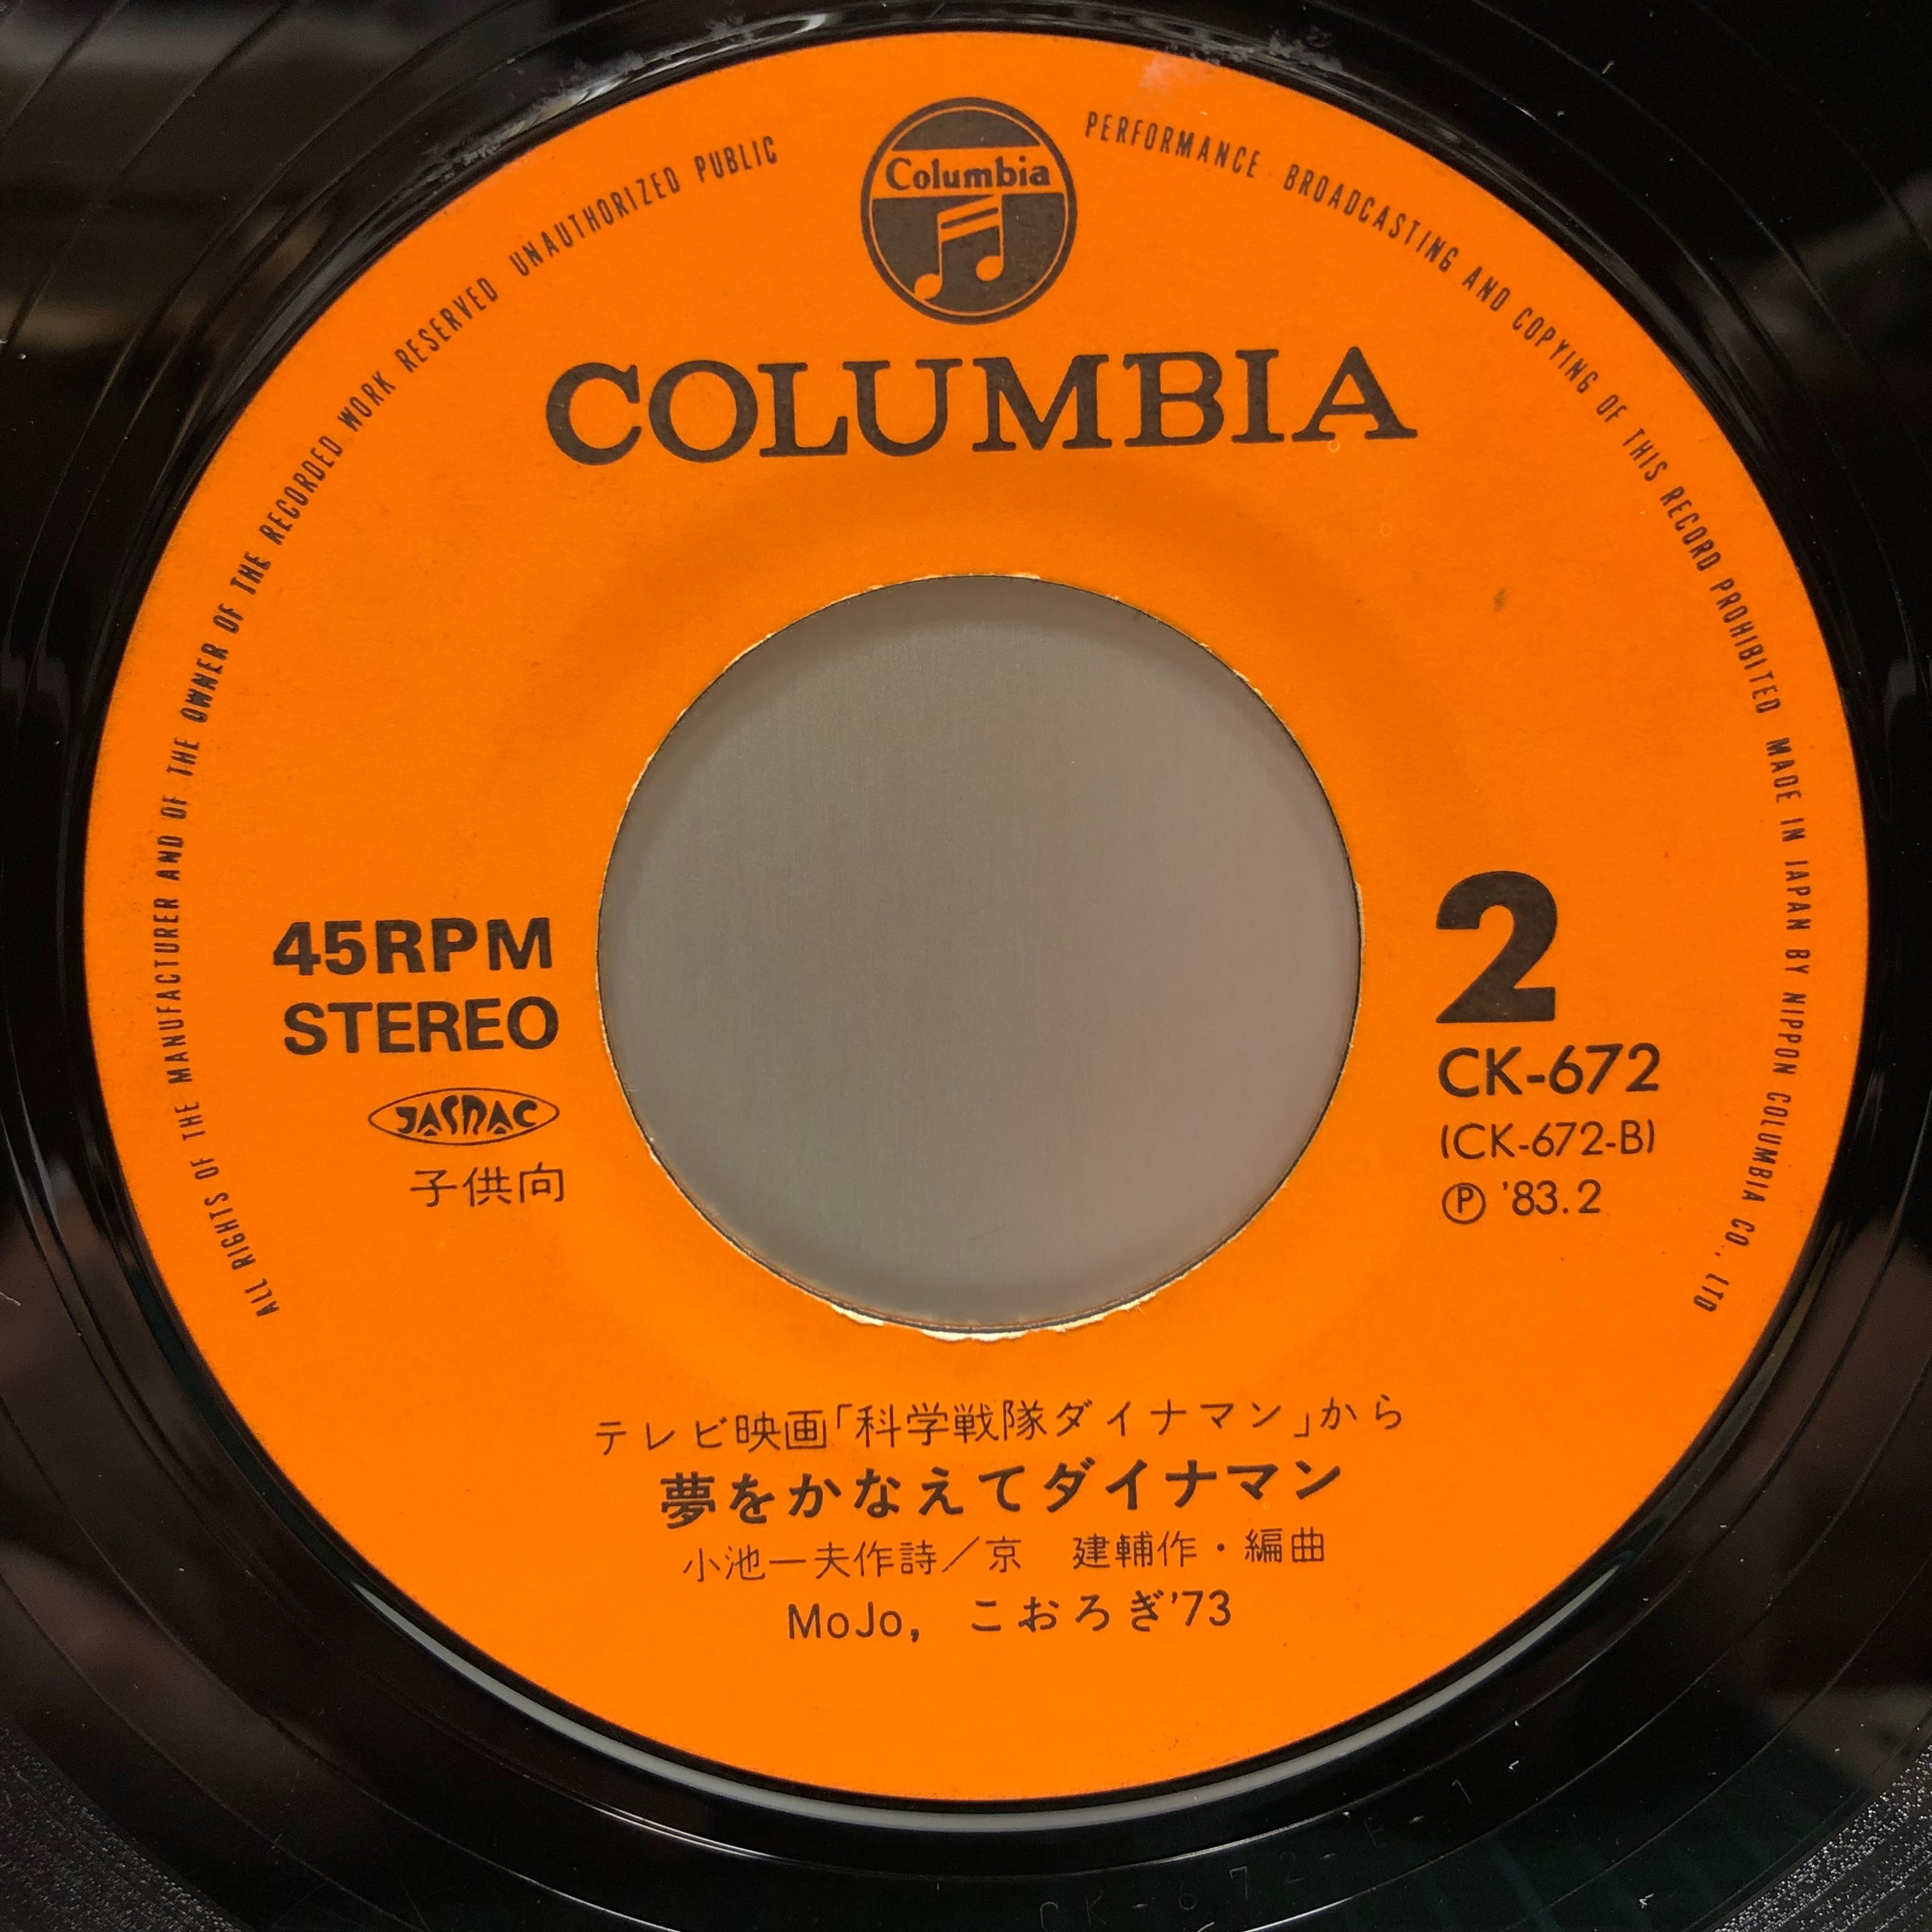 ALL RIGHTS OF THE MANUFACTURER AND OF THE OWNER OF THE RECORDED WORK RESERVED UNAUTHORIZED PUBLIC PERFORMANCE BROADCASTING AND COPYING OF THIS RECORD PROHIBITED MADE IN JAPAN BY NIPPON COLUMBIA CO., LTD
Columbia
COLUMBIA
45RPM
STEREO
JASRAC
子供向
2
CK-672
(CK-672-B)
Ⓟ '83.2
テレビ映画「科学戦隊ダイナマン」から
夢をかなえてダイナマン
小池一夫作詩／京 建輔作・編曲
MoJo, こおろぎ'73